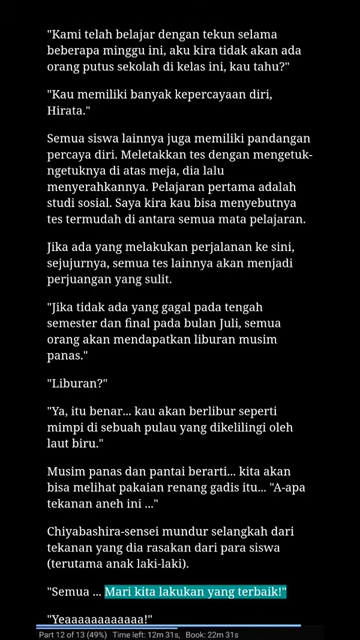 "Kami telah belajar dengan tekun selama
beberapa minggu ini, aku kira tidak akan ada
orang putus sekolah di kelas ini, kau tahu?"
"Kau memiliki banyak kepercayaan diri,
Hirata."
Semua siswa lainnya juga memiliki pandangan
percaya diri. Meletakkan tes dengan mengetuk-
ngetuknya di atas meja, dia lalu
menyerahkannya. Pelajaran pertama adalah
studi sosial. Saya kira kau bisa menyebutnya
tes termudah di antara semua mata pelajaran.
Jika ada yang melakukan perjalanan ke sini,
sejujurnya, semua tes lainnya akan menjadi
perjuangan yang sulit.
"Jika tidak ada yang gagal pada tengah
semester dan final pada bulan Juli, semua
orang akan mendapatkan liburan musim
panas."
"Liburan?"
"Ya, itu benar... kau akan berlibur seperti
mimpi di sebuah pulau yang dikelilingi oleh
laut biru."
Musim panas dan pantai berarti... kita akan
bisa melihat pakaian renang gadis itu... "A-apa
tekanan aneh ini ..."
Chiyabashira-sensei mundur selangkah dari
tekanan yang dia rasakan dari para siswa
(terutama anak laki-laki).
"Semua ... Mari kita lakukan yang terbaik!"
"Yeaaaaaaaaaaaa!"
Part 12 of 13 (49%) Time left: 12m 31s, Book: 22m 31s